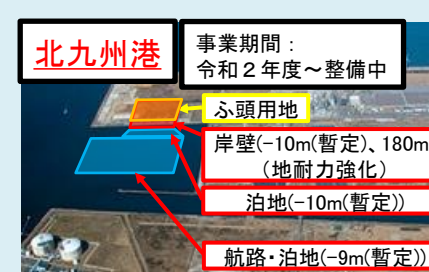 北九州港
事業期間：
令和２年度～整備中
ふ頭用地
岸壁(-10m(暫定)、180m
(地耐力強化)
泊地(-10m(暫定))
航路・泊地(-9m(暫定))